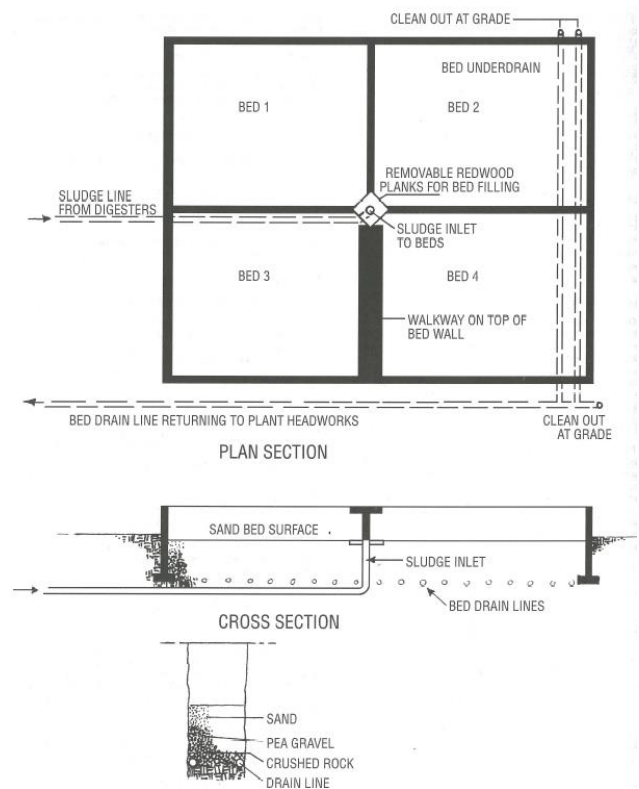 CLEAN OUT AT GRADE
BED UNDERDRAIN
BED 1
BED 2
REMOVABLE REDWOOD
PLANKS FOR BED FILLING
SLUDGE LINE
FROM DIGESTERS
SLUDGE INLET
TO BEDS
BED 3
BED 4
WALKWAY ON TOP OF
BED WALL
BED DRAIN LINE RETURNING TO PLANT HEADWORKS
CLEAN OUT
AT GRADE
PLAN SECTION
SAND BED SURFACE
SLUDGE INLET
BED DRAIN LINES
CROSS SECTION
SAND
PEA GRAVEL
CRUSHED ROCK
DRAIN LINE